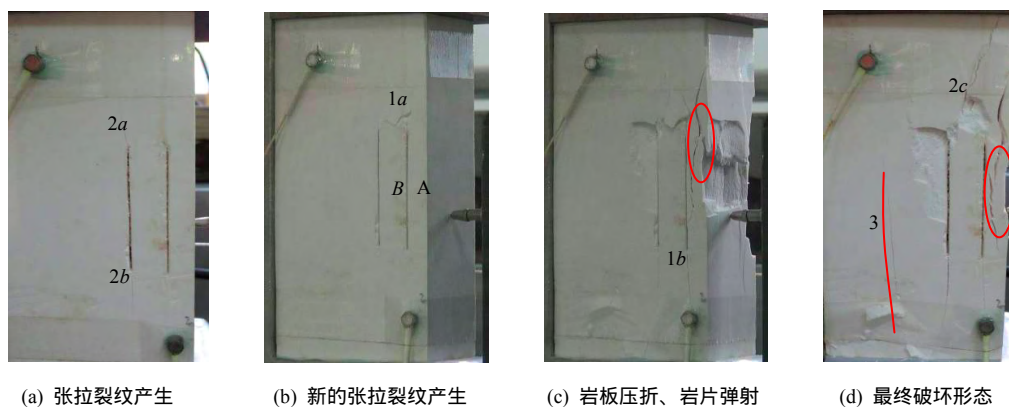 2a
2b
1a
B A
1b
2c
3
(a) 张拉裂纹产生
(b) 新的张拉裂纹产生
(c) 岩板压折、岩片弹射
(d) 最终破坏形态